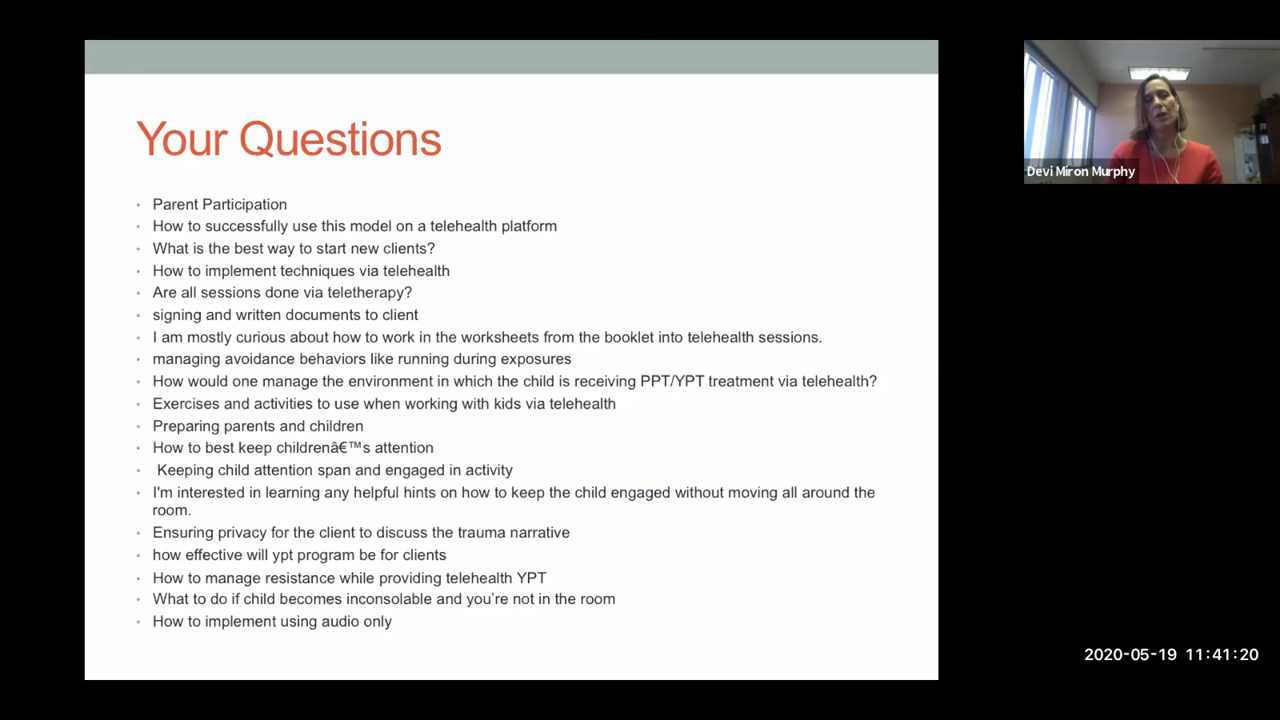 Your Questions
Parent Participation
How to successfully use this model on a telehealth platform
What is the best way to start new clients?
How to implement techniques via telehealth
Are all sessions done via teletherapy?
signing and written documents to client
I am mostly curious about how to work in the worksheets from the booklet into telehealth sessions.
managing avoidance behaviors like running during exposures
How would one manage the environment in which the child is receiving PPT/YPT treatment via telehealth?
Exercises and activities to use when working with kids via telehealth
Preparing parents and children
How to best keep childrenâ€™s attention
Keeping child attention span and engaged in activity
I'm interested in learning any helpful hints on how to keep the child engaged without moving all around the
room.
Ensuring privacy for the client to discuss the trauma narrative
how effective will ypt program be for clients
How to manage resistance while providing telehealth YPT
What to do if child becomes inconsolable and you’re not in the room
How to implement using audio only
Devi Miron Murphy
2020-05-19 11:41:20